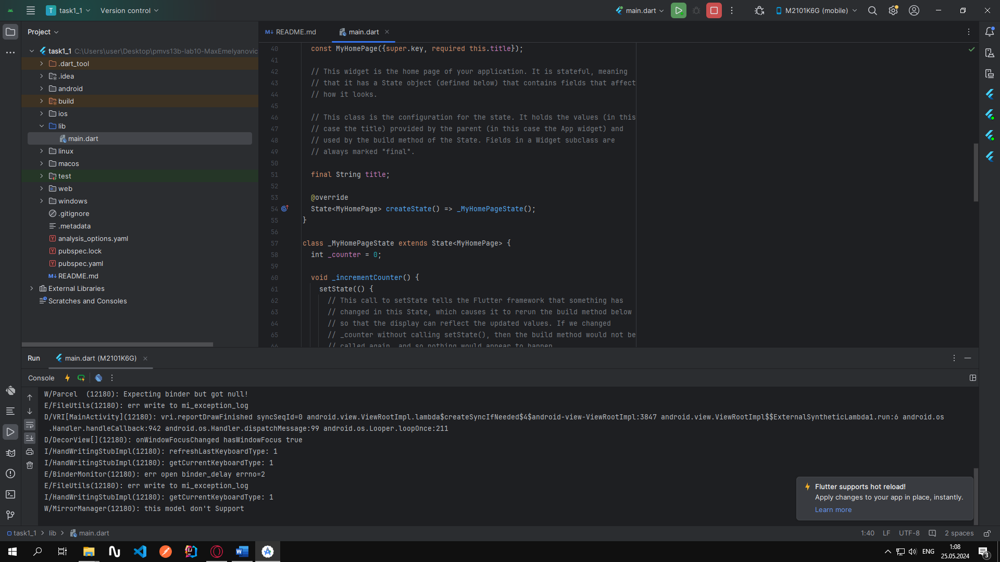 T task1_1 Version control main.dart M2101K6G (mobile)
Project
README.md
main.dart
task1_1 C:\Users\user\Desktop\pmvs13b-lab10-MaxEmelyanovic
.dart_tool
.idea
android
build
ios
lib
main.dart
linux
macos
test
web
windows
.gitignore
.metadata
analysis_options.yaml
pubspec.lock
pubspec.yaml
README.md
External Libraries
Scratches and Consoles
40 const MyHomePage({super.key, required this.title});
41
42 // This widget is the home page of your application. It is stateful, meaning
43 // that it has a State object (defined below) that contains fields that affect
44 // how it looks.
45
46 // This class is the configuration for the state. It holds the values (in this
47 // case the title) provided by the parent (in this case the App widget) and
48 // used by the build method of the State. Fields in a Widget subclass are
49 // always marked "final".
50
51 final String title;
52
53 @override
54 State<MyHomePage> createState() => _MyHomePageState();
55 }
56
57 class _MyHomePageState extends State<MyHomePage> {
58 int _counter = 0;
59
60 void _incrementCounter() {
61 setState(() {
62 // This call to setState tells the Flutter framework that something has
63 // changed in this State, which causes it to rerun the build method below
64 // so that the display can reflect the updated values. If we changed
65 // _counter without calling setState(), then the build method would not be
66 // called again, and so nothing would appear to happen.
Run main.dart (M2101K6G)
Console
W/Parcel  (12180): Expecting binder but got null!
E/FileUtils(12180): err write to mi_exception_log
D/VRI[MainActivity](12180): vri.reportDrawFinished syncSeqId=0 android.view.ViewRootImpl.lambda$createSyncIfNeeded$4$android-view-ViewRootImpl:3847 android.view.ViewRootImpl$$ExternalSyntheticLambda1.run:6 android.os
.Handler.handleCallback:942 android.os.Handler.dispatchMessage:99 android.os.Looper.loopOnce:211
D/DecorView[](12180): onWindowFocusChanged hasWindowFocus true
I/HandWritingStubImpl(12180): refreshLastKeyboardType: 1
I/HandWritingStubImpl(12180): getCurrentKeyboardType: 1
E/BinderMonitor(12180): err open binder_delay errno=2
E/FileUtils(12180): err write to mi_exception_log
I/HandWritingStubImpl(12180): getCurrentKeyboardType: 1
W/MirrorManager(12180): this model don't Support
Flutter supports hot reload!
Apply changes to your app in place, instantly.
Learn more
task1_1 lib main.dart
1:40 LF UTF-8 2 spaces
ENG
1:08
25.05.2024
3